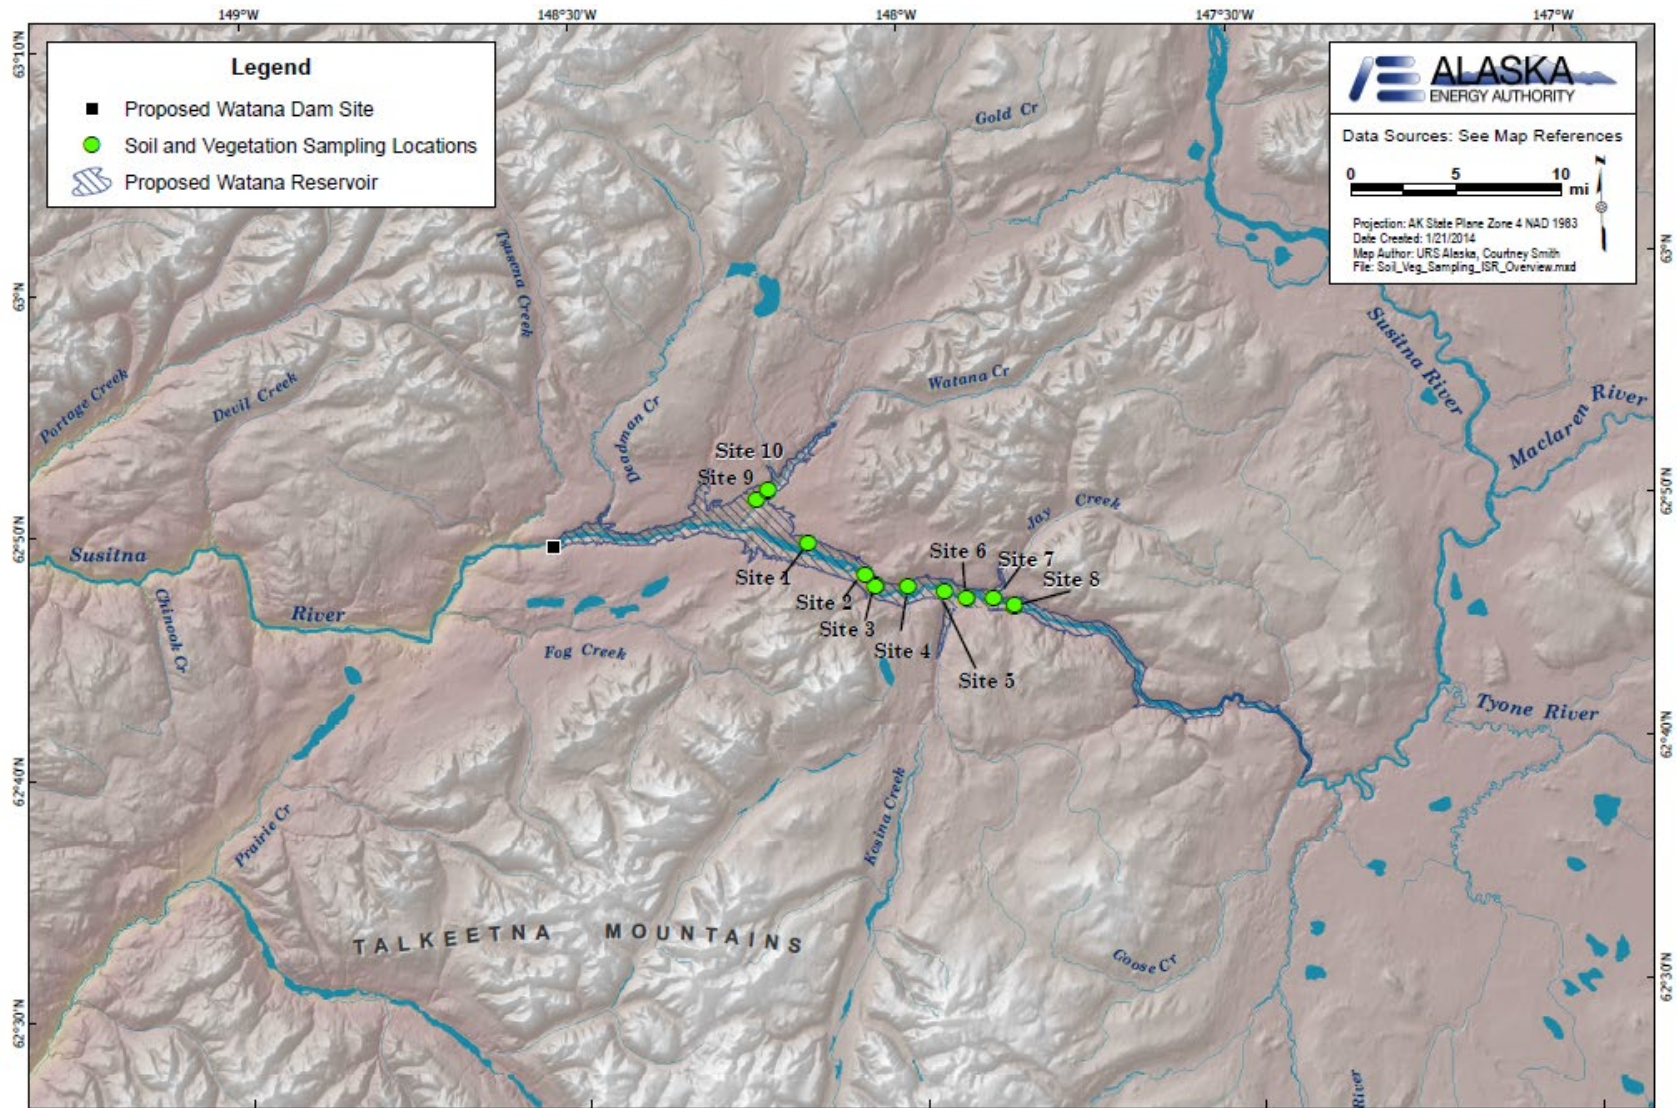 149°W
148°30'W
148°W
147°30'W
147°W
63°10'N
63°N
62°50'N
62°40'N
62°30'N
63°N
62°50'N
62°40'N
62°30'N
Legend
Proposed Watana Dam Site
Soil and Vegetation Sampling Locations
Proposed Watana Reservoir
ALASKA
ENERGY AUTHORITY
Data Sources: See Map References
0 5 10 mi
N
Projection: AK State Plane Zone 4 NAD 1983
Date Created: 1/21/2014
Map Author: URS Alaska, Courtney Smith
File: Soil_Veg_Sampling_ISR_Overview.mxd
Gold Cr
Tsusena Creek
Susitna River
Maclaren River
Portage Creek
Devil Creek
Deadman Cr
Watana Cr
Site 10
Site 9
Jay Creek
Susitna
River
Site 1
Site 2
Site 3
Site 4
Site 5
Site 6
Site 7
Site 8
Chinook Cr
Fog Creek
Tyone River
Kosina Creek
Prairie Cr
TALKEETNA MOUNTAINS
Goose Cr
River